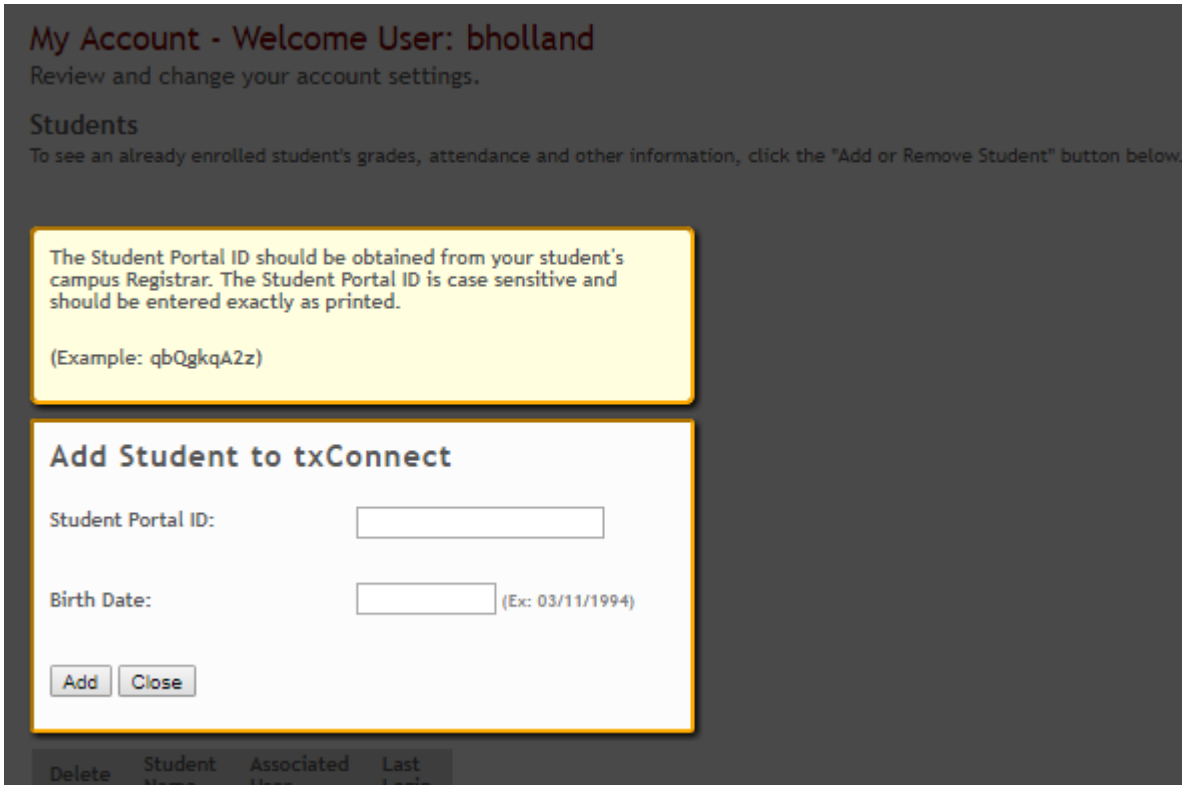 My Account - Welcome User: bholland
Review and change your account settings.
Students
To see an already enrolled student's grades, attendance and other information, click the "Add or Remove Student" button below.
The Student Portal ID should be obtained from your student's
campus Registrar. The Student Portal ID is case sensitive and
should be entered exactly as printed.
(Example: qbQgkqA2z)
Add Student to txConnect
Student Portal ID:
Birth Date: (Ex: 03/11/1994)
Add Close
Delete Student Associated Last
Name User Login